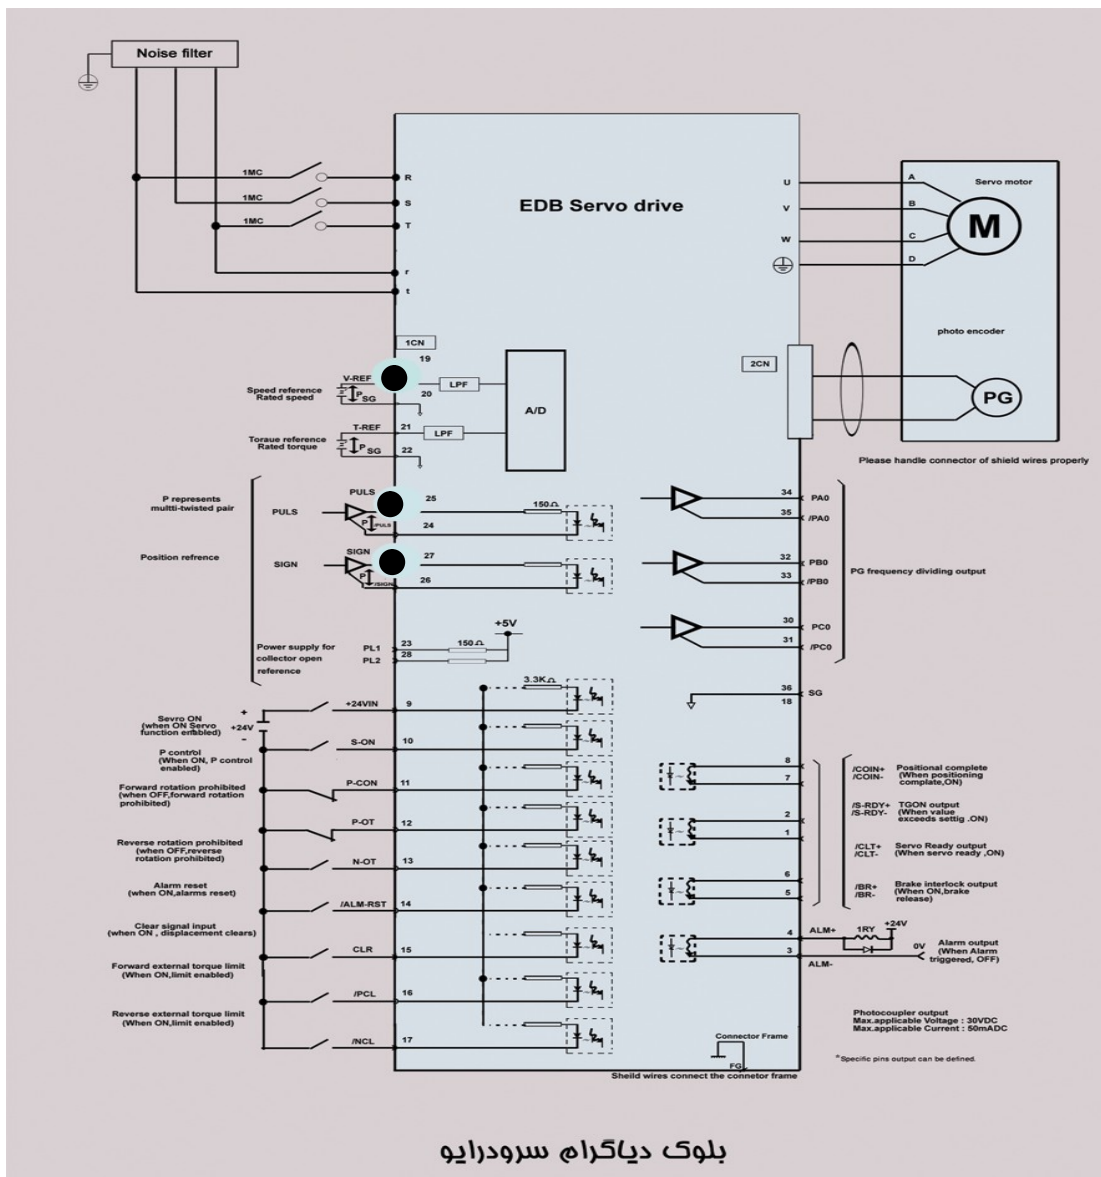 Noise filter
1MC
1MC
1MC
R
S
T
r
t
EDB Servo drive
U
V
W
A
B
C
D
Servo motor
M
photo encoder
PG
2CN
Please handle connector of shield wires properly
1CN
19
V-REF
Speed reference
Rated speed
P
SG
20
LPF
A/D
T-REF
21
LPF
Toraue reference
Rated torque
P
SG
22
P represents
multti-twisted pair
PULS
PULS
25
150Ω
P
/PULS
24
Position refrence
SIGN
SIGN
27
P
/SIGN
26
+5V
Power supply for
collector open
reference
PL1
23
150Ω
PL2
28
34
PA0
35
/PA0
32
PB0
33
/PB0
30
PC0
31
/PC0
PG frequency dividing output
36
SG
18
3.3KΩ
+
+24V
-
+24VIN
9
Sevro ON
(when ON Servo
function enabled)
S-ON
10
P control
(When ON, P control
enabled)
P-CON
11
Forward rotation prohibited
(when OFF,forward rotation
prohibited)
P-OT
12
Reverse rotation prohibited
(when OFF,reverse
rotation prohibited)
N-OT
13
Alarm reset
(when ON,alarms reset)
/ALM-RST
14
Clear signal input
(when ON , displacement clears)
CLR
15
Forward external torque limit
(When ON,limit enabled)
/PCL
16
Reverse external torque limit
(When ON,limit enabled)
/NCL
17
8
7
/COIN+
/COIN-
Positional complete
(When positioning
complate,ON)
2
1
/S-RDY+
/S-RDY-
TGON output
(When value
exceeds settig .ON)
/CLT+
/CLT-
Servo Ready output
(When servo ready ,ON)
6
5
/BR+
/BR-
Brake interlock output
(When ON,brake
release)
4
ALM+
1RY
+24V
3
ALM-
0V
Alarm output
(When Alarm
triggered, OFF)
Photocoupler output
Max.applicable Voltage : 30VDC
Max.applicable Current : 50mADC
*Specific pins output can be defined.
Connector Frame
FG
Sheild wires connect the connetor frame
بلوک دیاگرام سرودرایو